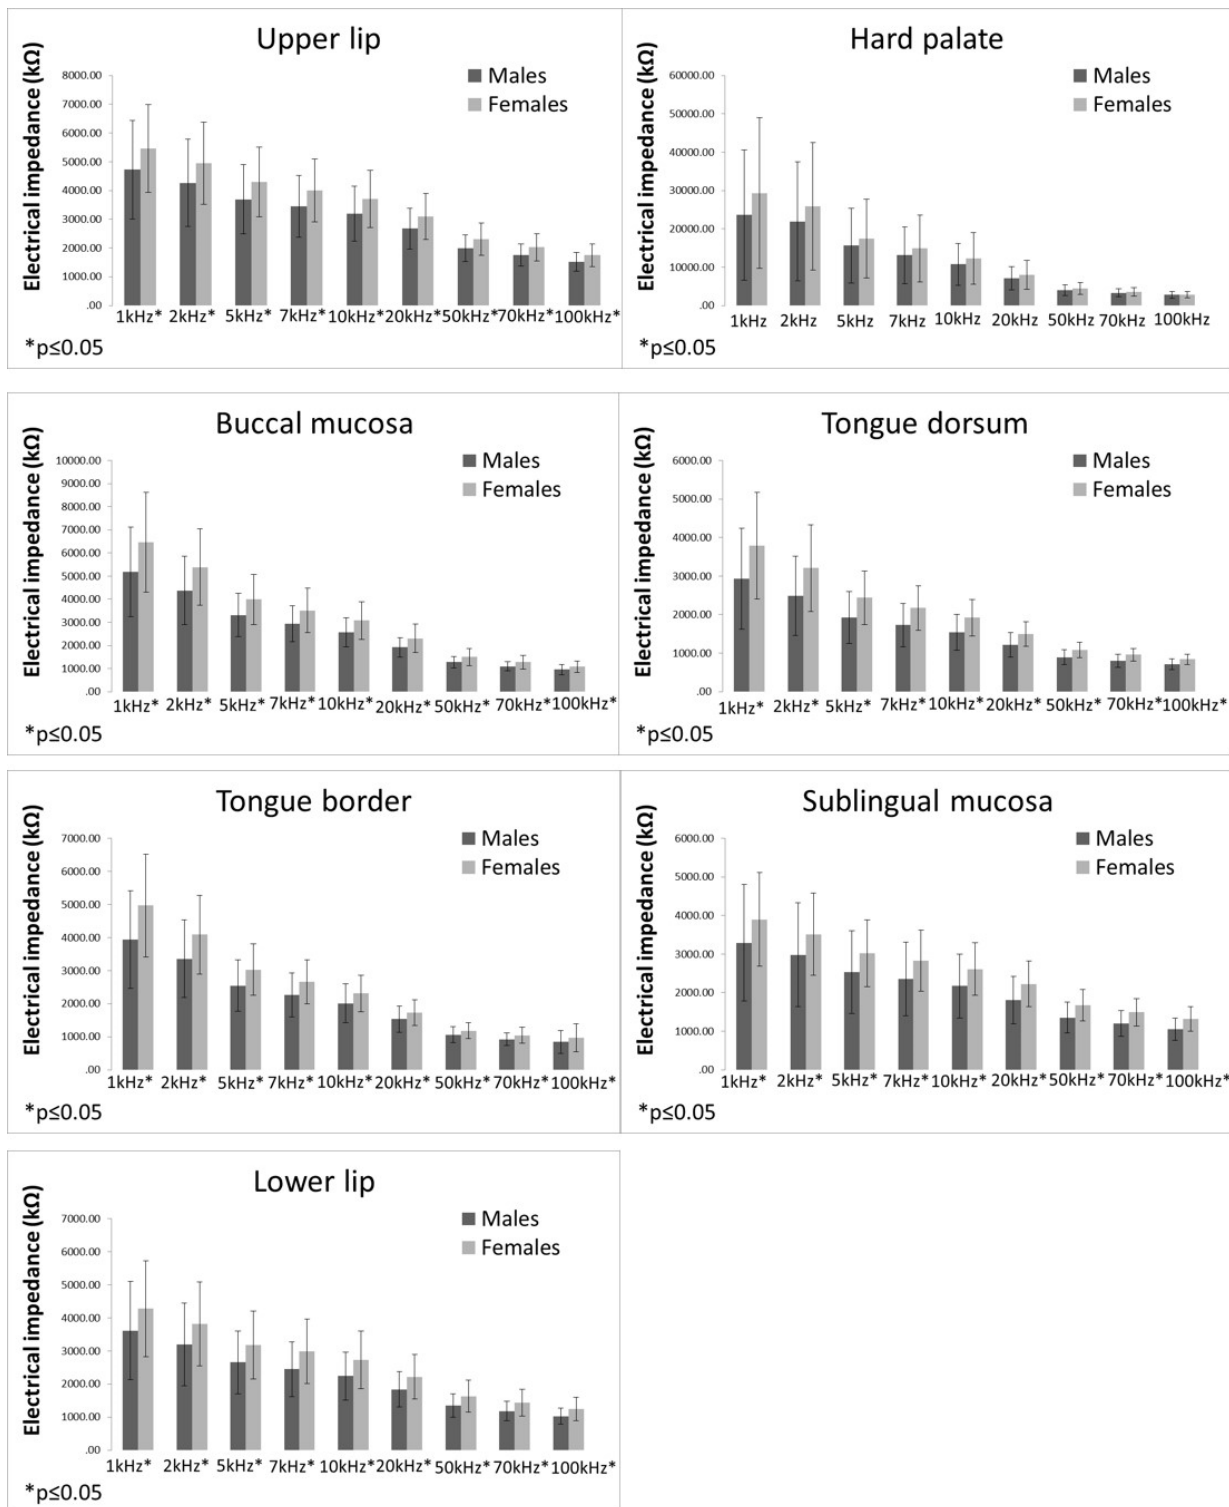 Upper lip
Electrical impedance (kΩ)
Males
Females
8000.00
7000.00
6000.00
5000.00
4000.00
3000.00
2000.00
1000.00
.00
1kHz* 2kHz* 5kHz* 7kHz* 10kHz* 20kHz* 50kHz* 70kHz* 100kHz*
*p≤0.05
Hard palate
Electrical impedance (kΩ)
Males
Females
60000.00
50000.00
40000.00
30000.00
20000.00
10000.00
.00
1kHz 2kHz 5kHz 7kHz 10kHz 20kHz 50kHz 70kHz 100kHz
*p≤0.05
Buccal mucosa
Electrical impedance (kΩ)
Males
Females
10000.00
9000.00
8000.00
7000.00
6000.00
5000.00
4000.00
3000.00
2000.00
1000.00
.00
1kHz* 2kHz* 5kHz* 7kHz* 10kHz* 20kHz* 50kHz* 70kHz* 100kHz*
*p≤0.05
Tongue dorsum
Electrical impedance (kΩ)
Males
Females
6000.00
5000.00
4000.00
3000.00
2000.00
1000.00
.00
1kHz* 2kHz* 5kHz* 7kHz* 10kHz* 20kHz* 50kHz* 70kHz* 100kHz*
*p≤0.05
Tongue border
Electrical impedance (kΩ)
Males
Females
7000.00
6000.00
5000.00
4000.00
3000.00
2000.00
1000.00
.00
1kHz* 2kHz* 5kHz* 7kHz* 10kHz* 20kHz* 50kHz* 70kHz* 100kHz*
*p≤0.05
Sublingual mucosa
Electrical impedance (kΩ)
Males
Females
6000.00
5000.00
4000.00
3000.00
2000.00
1000.00
.00
1kHz* 2kHz* 5kHz* 7kHz* 10kHz* 20kHz* 50kHz* 70kHz* 100kHz*
*p≤0.05
Lower lip
Electrical impedance (kΩ)
Males
Females
7000.00
6000.00
5000.00
4000.00
3000.00
2000.00
1000.00
.00
1kHz* 2kHz* 5kHz* 7kHz* 10kHz* 20kHz* 50kHz* 70kHz* 100kHz*
*p≤0.05